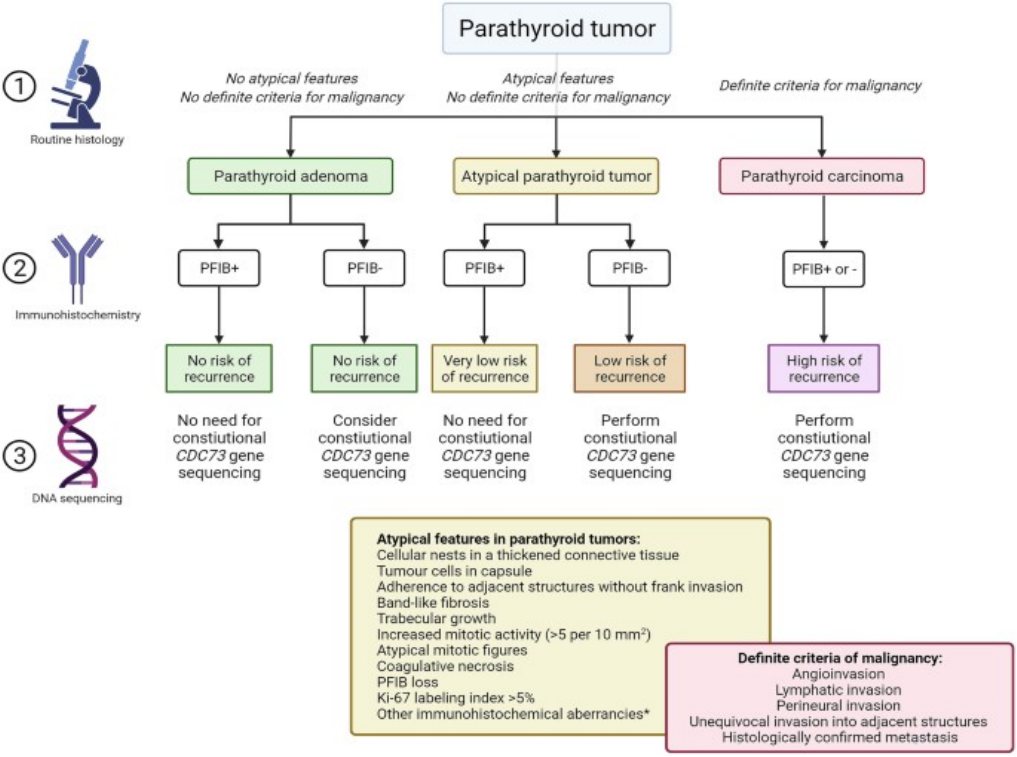 Parathyroid tumor
1
Routine histology
No atypical features
No definite criteria for malignancy
Atypical features
No definite criteria for malignancy
Definite criteria for malignancy
Parathyroid adenoma
Atypical parathyroid tumor
Parathyroid carcinoma
2
Immunohistochemistry
PFIB+
PFIB-
PFIB+
PFIB-
PFIB+ or -
No risk of
recurrence
No risk of
recurrence
Very low risk
of recurrence
Low risk of
recurrence
High risk of
recurrence
3
DNA sequencing
No need for
constiutional
CDC73 gene
sequencing
Consider
constiutional
CDC73 gene
sequencing
No need for
constiutional
CDC73 gene
sequencing
Perform
constiutional
CDC73 gene
sequencing
Perform
constiutional
CDC73 gene
sequencing
Atypical features in parathyroid tumors:
Cellular nests in a thickened connective tissue
Tumour cells in capsule
Adherence to adjacent structures without frank invasion
Band-like fibrosis
Trabecular growth
Increased mitotic activity (>5 per 10 mm²)
Atypical mitotic figures
Coagulative necrosis
PFIB loss
Ki-67 labeling index >5%
Other immunohistochemical aberrancies*
Definite criteria of malignancy:
Angioinvasion
Lymphatic invasion
Perineural invasion
Unequivocal invasion into adjacent structures
Histologically confirmed metastasis